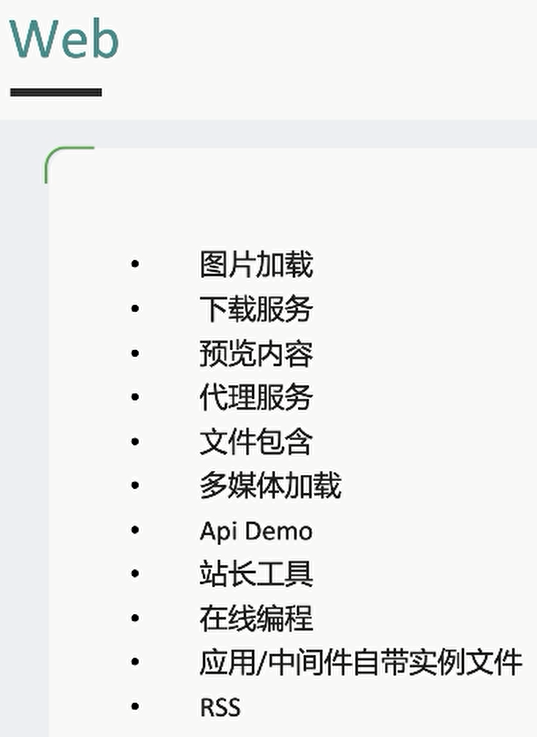 Web
• 图片加载
• 下载服务
• 预览内容
• 代理服务
• 文件包含
• 多媒体加载
• Api Demo
• 站长工具
• 在线编程
• 应用/中间件自带实例文件
• RSS